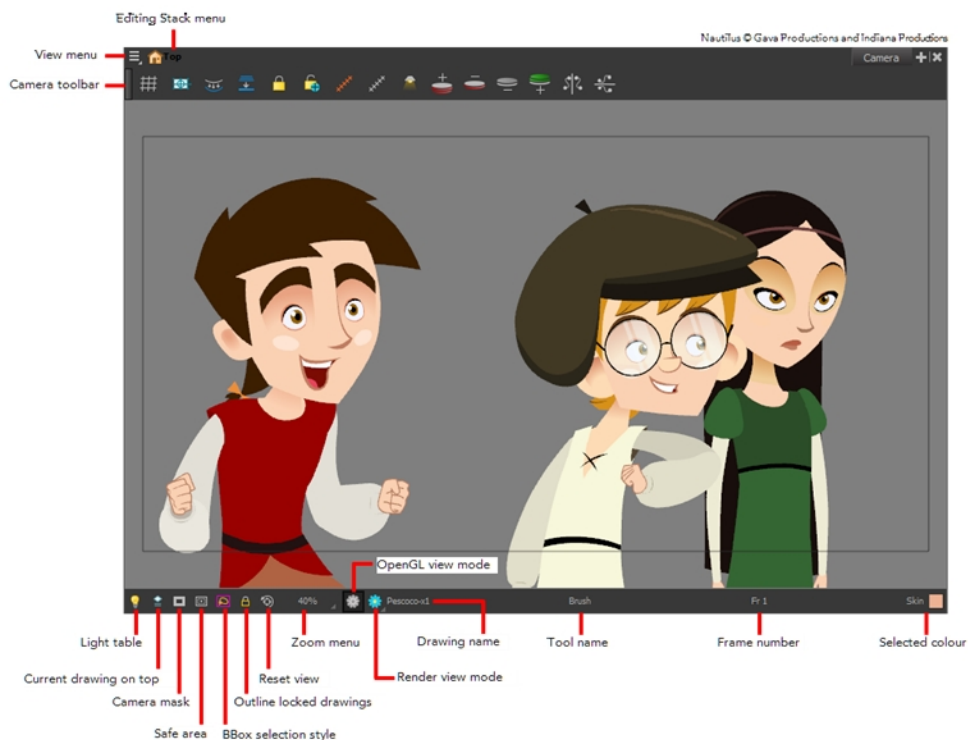 Editing Stack menu
Nautilus © Gava Productions and Indiana Productions
View menu
Top
Camera
Camera toolbar
OpenGL view mode
40%
Pescoco-x1
Brush
Fr 1
Skin
Light table
Zoom menu
Drawing name
Tool name
Frame number
Selected colour
Current drawing on top
Reset view
Render view mode
Camera mask
Outline locked drawings
Safe area
BBox selection style